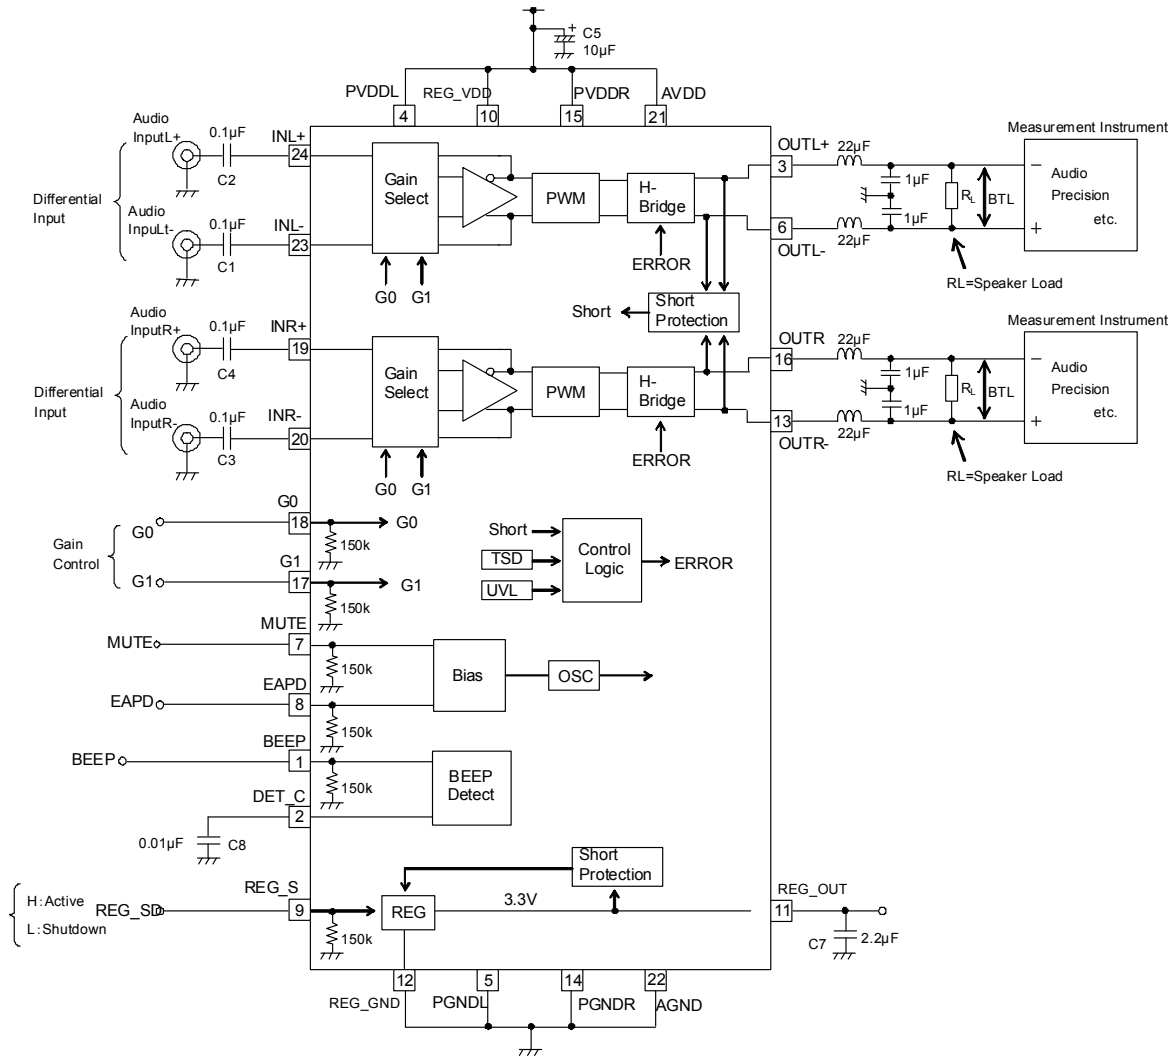 +
C5
10µF
PVDDL
REG_VDD
PVDDR
AVDD
4
10
15
21
Audio
InputL+
0.1µF
INL+
24
C2
Differential
Input
Audio
InpuLt-
0.1µF
INL-
23
C1
Gain
Select
PWM
H-
Bridge
G0
G1
ERROR
OUTL+
3
22µF
1µF
1µF
RL
BTL
6
OUTL-
22µF
Measurement Instrument
−
Audio
Precision
etc.
+
RL=Speaker Load
Short
Short
Protection
Audio
InputR+
0.1µF
INR+
19
C4
Differential
Input
Audio
InputR-
0.1µF
INR-
20
C3
Gain
Select
PWM
H-
Bridge
G0
G1
ERROR
OUTR
16
22µF
1µF
1µF
RL
BTL
13
OUTR-
22µF
Measurement Instrument
−
Audio
Precision
etc.
+
RL=Speaker Load
Gain
Control
G0
G0
18
G0
150k
G1
G1
17
G1
150k
Short
TSD
UVL
Control
Logic
ERROR
MUTE
MUTE
7
150k
Bias
OSC
EAPD
EAPD
8
150k
BEEP
BEEP
1
150k
BEEP
Detect
DET_C
2
0.01µF
C8
Short
Protection
H:Active
L:Shutdown
REG_SD
REG_S
9
150k
REG
3.3V
REG_OUT
11
C7
2.2µF
12
5
14
22
REG_GND
PGNDL
PGNDR
AGND